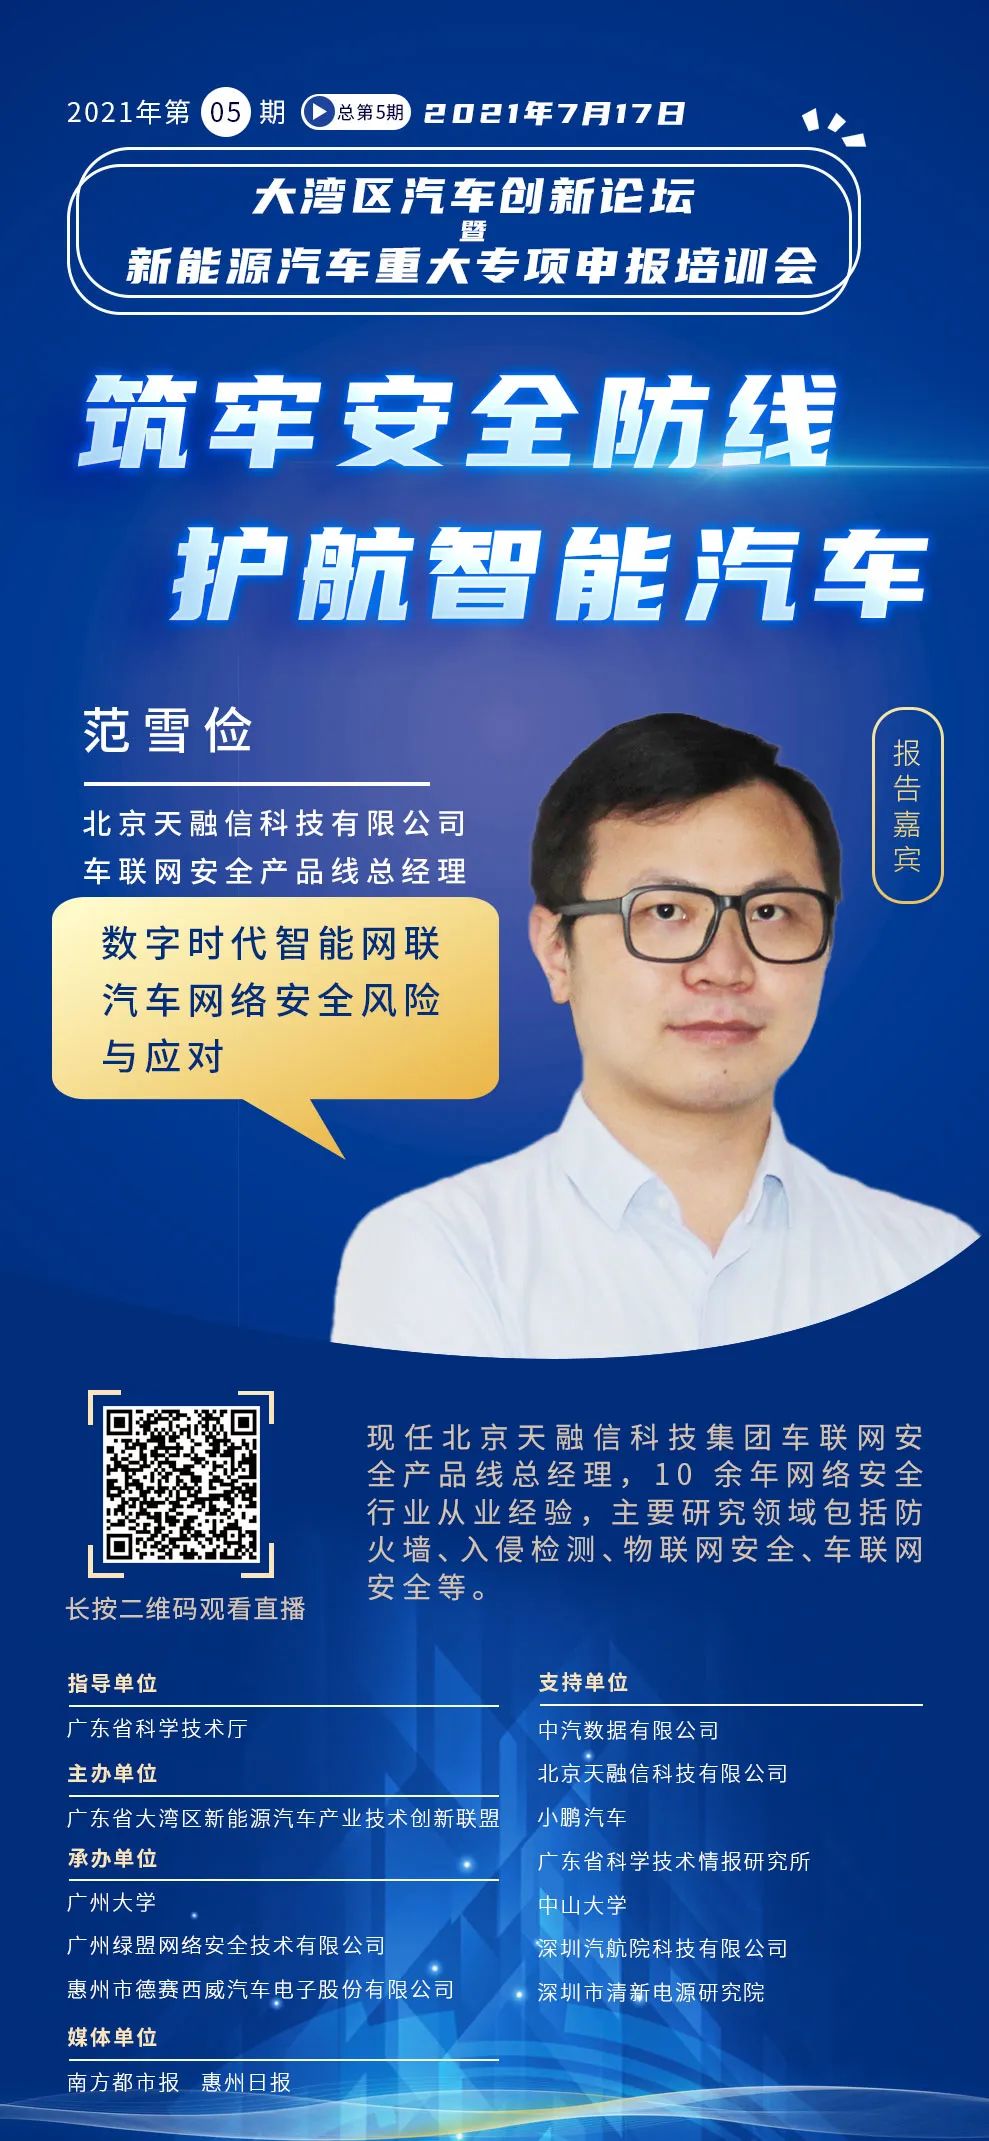 2021年第 05 期 总第5期 2021年7月17日
大湾区汽车创新论坛
暨
新能源汽车重大专项申报培训会
筑牢安全防线
护航智能汽车
范雪俭
北京天融信科技有限公司
车联网安全产品线总经理
报告嘉宾
数字时代智能网联
汽车网络安全风险
与应对
现任北京天融信科技集团车联网安
全产品线总经理，10 余年网络安全
行业从业经验，主要研究领域包括防
火墙、入侵检测、物联网安全、车联网
安全等。
长按二维码观看直播
指导单位
广东省科学技术厅
主办单位
广东省大湾区新能源汽车产业技术创新联盟
承办单位
广州大学
广州绿盟网络安全技术有限公司
惠州市德赛西威汽车电子股份有限公司
媒体单位
南方都市报 惠州日报
支持单位
中汽数据有限公司
北京天融信科技有限公司
小鹏汽车
广东省科学技术情报研究所
中山大学
深圳汽航院科技有限公司
深圳市清新电源研究院